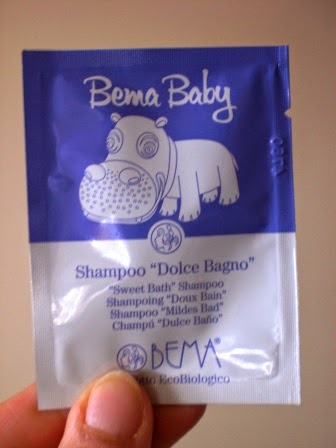 Bema Baby
Shampoo "Dolce Bagno"
"Sweet Bath" Shampoo
Shampoing "Doux Bain"
Shampoo "Mildes Bad"
Champú "Dulce Baño"
BEMA
EcoBiologico